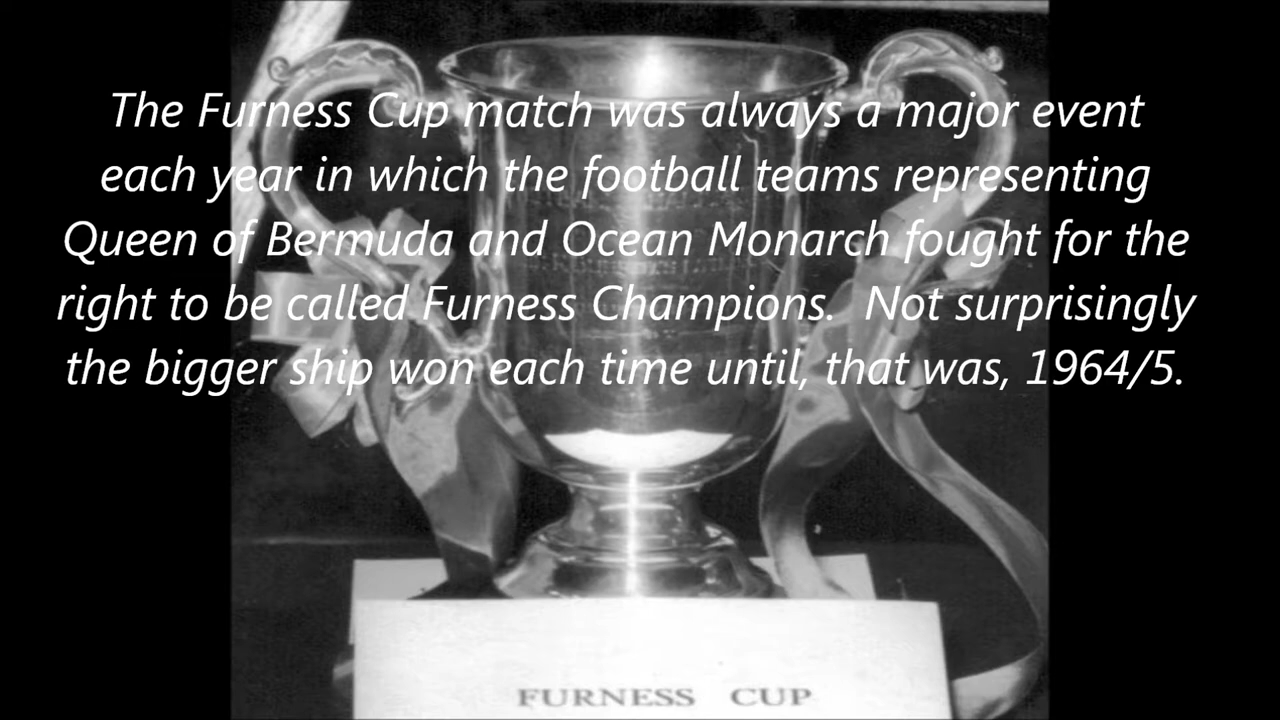 The Furness Cup match was always a major event
each year in which the football teams representing
Queen of Bermuda and Ocean Monarch fought for the
right to be called Furness Champions.  Not surprisingly
the bigger ship won each time until, that was, 1964/5.
FURNESS CUP